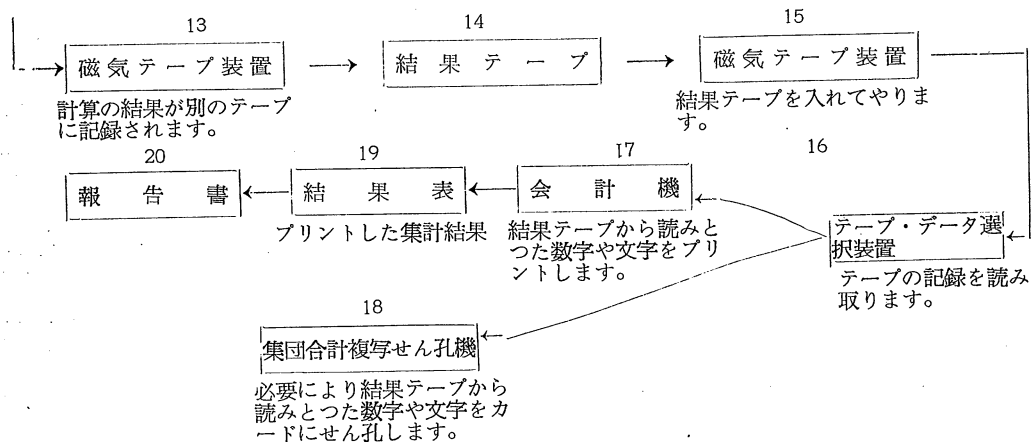 13
磁気テープ装置
計算の結果が別のテープ
に記録されます。
14
結果テープ
15
磁気テープ装置
結果テープを入れてやりま
す。
16
テープ・データ選
択装置
テープの記録を読み
取ります。
17
会計機
結果テープから読みと
つた数字や文字をプリ
ントします。
18
集団合計複写せん孔機
必要により結果テープから
読みとつた数字や文字をカ
ードにせん孔します。
19
結果表
プリントした集計結果
20
報告書